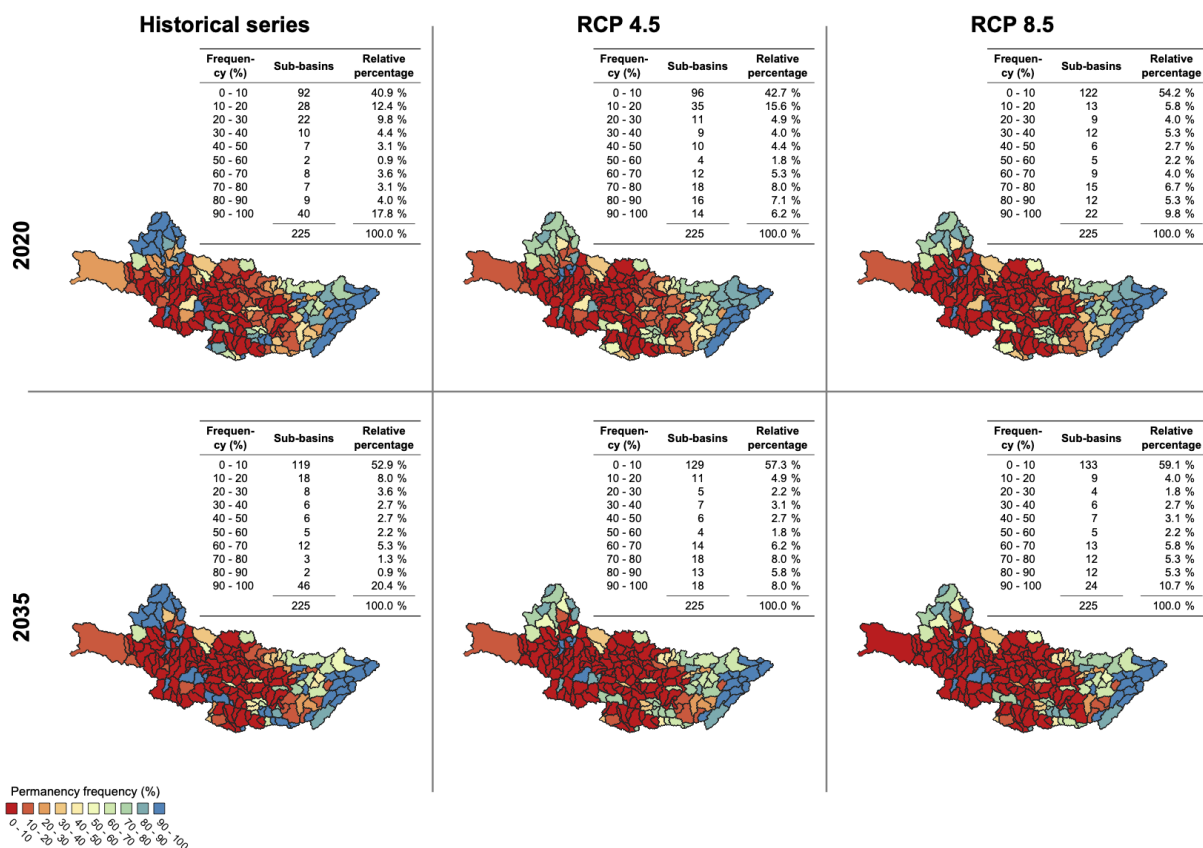 Historical series
RCP 4.5
RCP 8.5
2020
Frequen-
cy (%) Sub-basins Relative
percentage
0 - 10 92 40.9 %
10 - 20 28 12.4 %
20 - 30 22 9.8 %
30 - 40 10 4.4 %
40 - 50 7 3.1 %
50 - 60 2 0.9 %
60 - 70 8 3.6 %
70 - 80 7 3.1 %
80 - 90 9 4.0 %
90 - 100 40 17.8 %
225 100.0 %
Frequen-
cy (%) Sub-basins Relative
percentage
0 - 10 96 42.7 %
10 - 20 35 15.6 %
20 - 30 11 4.9 %
30 - 40 9 4.0 %
40 - 50 10 4.4 %
50 - 60 4 1.8 %
60 - 70 12 5.3 %
70 - 80 18 8.0 %
80 - 90 16 7.1 %
90 - 100 14 6.2 %
225 100.0 %
Frequen-
cy (%) Sub-basins Relative
percentage
0 - 10 122 54.2 %
10 - 20 13 5.8 %
20 - 30 9 4.0 %
30 - 40 12 5.3 %
40 - 50 6 2.7 %
50 - 60 5 2.2 %
60 - 70 9 4.0 %
70 - 80 15 6.7 %
80 - 90 12 5.3 %
90 - 100 22 9.8 %
225 100.0 %
2035
Frequen-
cy (%) Sub-basins Relative
percentage
0 - 10 119 52.9 %
10 - 20 18 8.0 %
20 - 30 8 3.6 %
30 - 40 6 2.7 %
40 - 50 6 2.7 %
50 - 60 5 2.2 %
60 - 70 12 5.3 %
70 - 80 3 1.3 %
80 - 90 2 0.9 %
90 - 100 46 20.4 %
225 100.0 %
Frequen-
cy (%) Sub-basins Relative
percentage
0 - 10 129 57.3 %
10 - 20 11 4.9 %
20 - 30 5 2.2 %
30 - 40 7 3.1 %
40 - 50 6 2.7 %
50 - 60 4 1.8 %
60 - 70 14 6.2 %
70 - 80 18 8.0 %
80 - 90 13 5.8 %
90 - 100 18 8.0 %
225 100.0 %
Frequen-
cy (%) Sub-basins Relative
percentage
0 - 10 133 59.1 %
10 - 20 9 4.0 %
20 - 30 4 1.8 %
30 - 40 6 2.7 %
40 - 50 7 3.1 %
50 - 60 5 2.2 %
60 - 70 13 5.8 %
70 - 80 12 5.3 %
80 - 90 12 5.3 %
90 - 100 24 10.7 %
225 100.0 %
Permanency frequency (%)
0 - 10
10 - 20
20 - 30
30 - 40
40 - 50
50 - 60
60 - 70
70 - 80
80 - 90
90 - 100